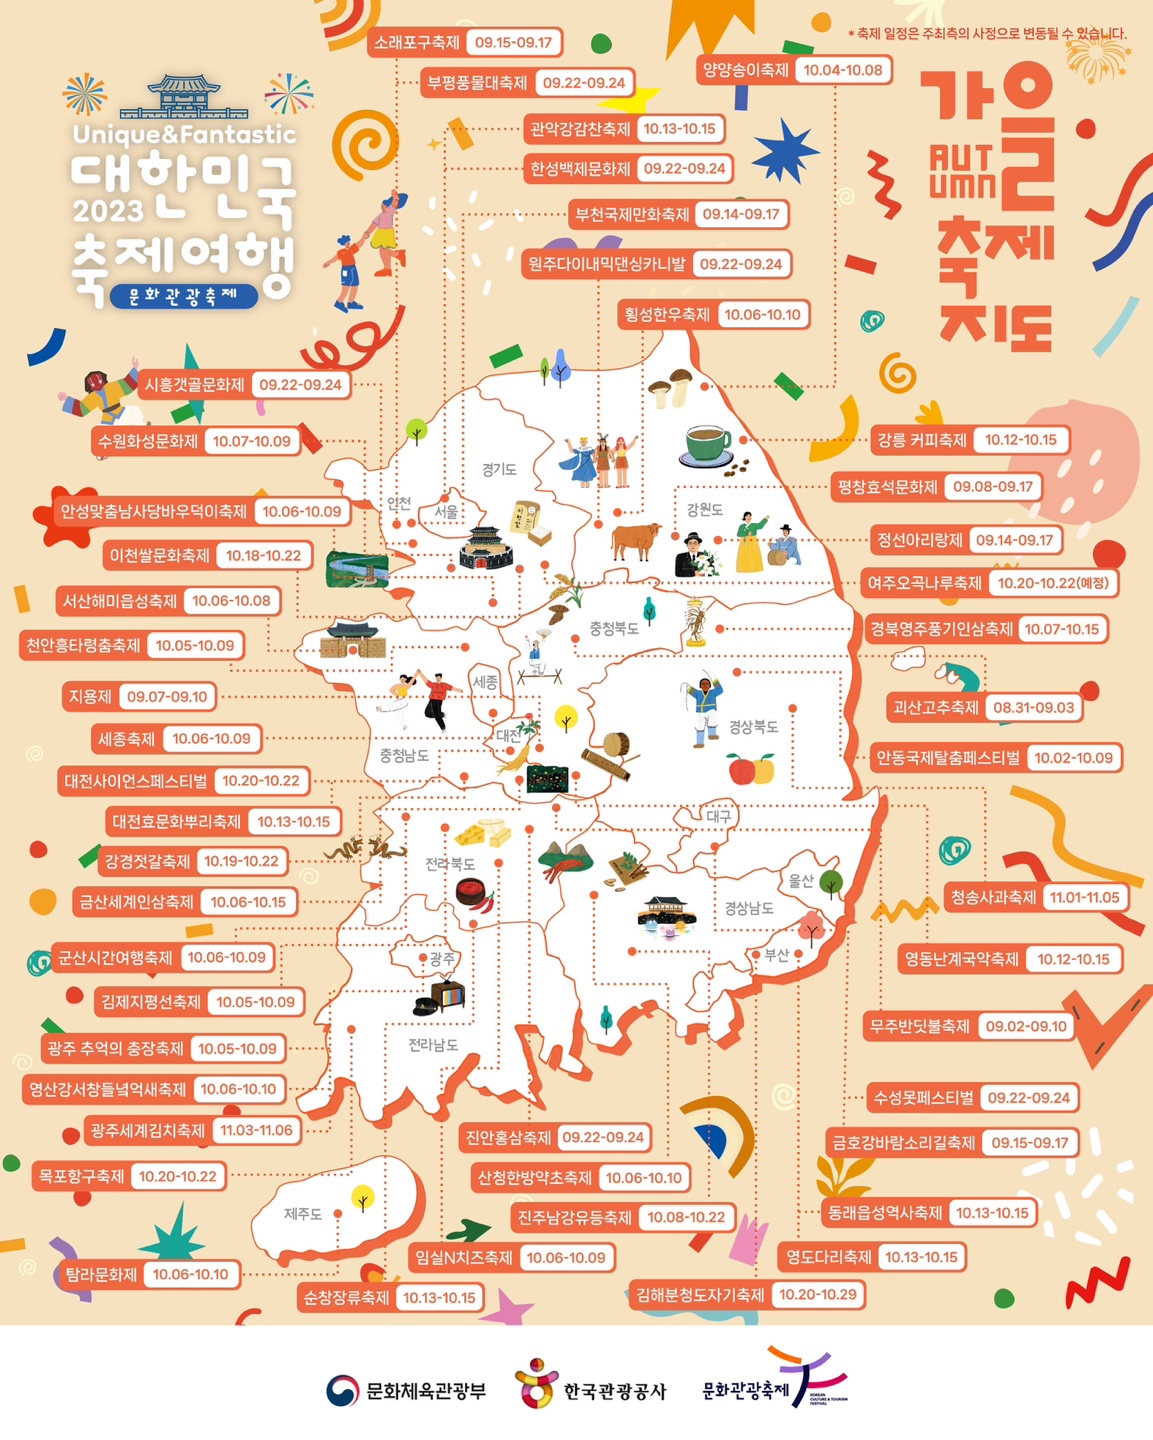 * 축제 일정은 주최측의 사정으로 변동될 수 있습니다.
Unique&Fantastic
대한민국
2023
축제여행
문화관광축제
가을
AUTUMN
축제
지도
소래포구축제 09.15-09.17
부평풍물대축제 09.22-09.24
양양송이축제 10.04-10.08
관악강감찬축제 10.13-10.15
한성백제문화제 09.22-09.24
부천국제만화축제 09.14-09.17
원주다이내믹댄싱카니발 09.22-09.24
횡성한우축제 10.06-10.10
시흥갯골문화제 09.22-09.24
수원화성문화제 10.07-10.09
안성맞춤남사당바우덕이축제 10.06-10.09
이천쌀문화축제 10.18-10.22
서산해미읍성축제 10.06-10.08
천안흥타령춤축제 10.05-10.09
지용제 09.07-09.10
세종축제 10.06-10.09
대전사이언스페스티벌 10.20-10.22
대전효문화뿌리축제 10.13-10.15
강경젓갈축제 10.19-10.22
금산세계인삼축제 10.06-10.15
군산시간여행축제 10.06-10.09
김제지평선축제 10.05-10.09
광주 추억의 충장축제 10.05-10.09
영산강서창들녘억새축제 10.06-10.10
광주세계김치축제 11.03-11.06
목포항구축제 10.20-10.22
탐라문화제 10.06-10.10
강릉 커피축제 10.12-10.15
평창효석문화제 09.08-09.17
정선아리랑제 09.14-09.17
여주오곡나루축제 10.20-10.22(예정)
경북영주풍기인삼축제 10.07-10.15
괴산고추축제 08.31-09.03
안동국제탈춤페스티벌 10.02-10.09
청송사과축제 11.01-11.05
영동난계국악축제 10.12-10.15
무주반딧불축제 09.02-09.10
수성못페스티벌 09.22-09.24
금호강바람소리길축제 09.15-09.17
동래읍성역사축제 10.13-10.15
영도다리축제 10.13-10.15
김해분청도자기축제 10.20-10.29
진안홍삼축제 09.22-09.24
산청한방약초축제 10.06-10.10
진주남강유등축제 10.08-10.22
임실N치즈축제 10.06-10.09
순창장류축제 10.13-10.15
경기도
인천
서울
강원도
충청북도
세종
대전
충청남도
경상북도
대구
전라북도
울산
경상남도
부산
광주
전라남도
제주도
문화체육관광부
한국관광공사
문화관광축제
KOREAN
CULTURE & TOURISM
FESTIVAL